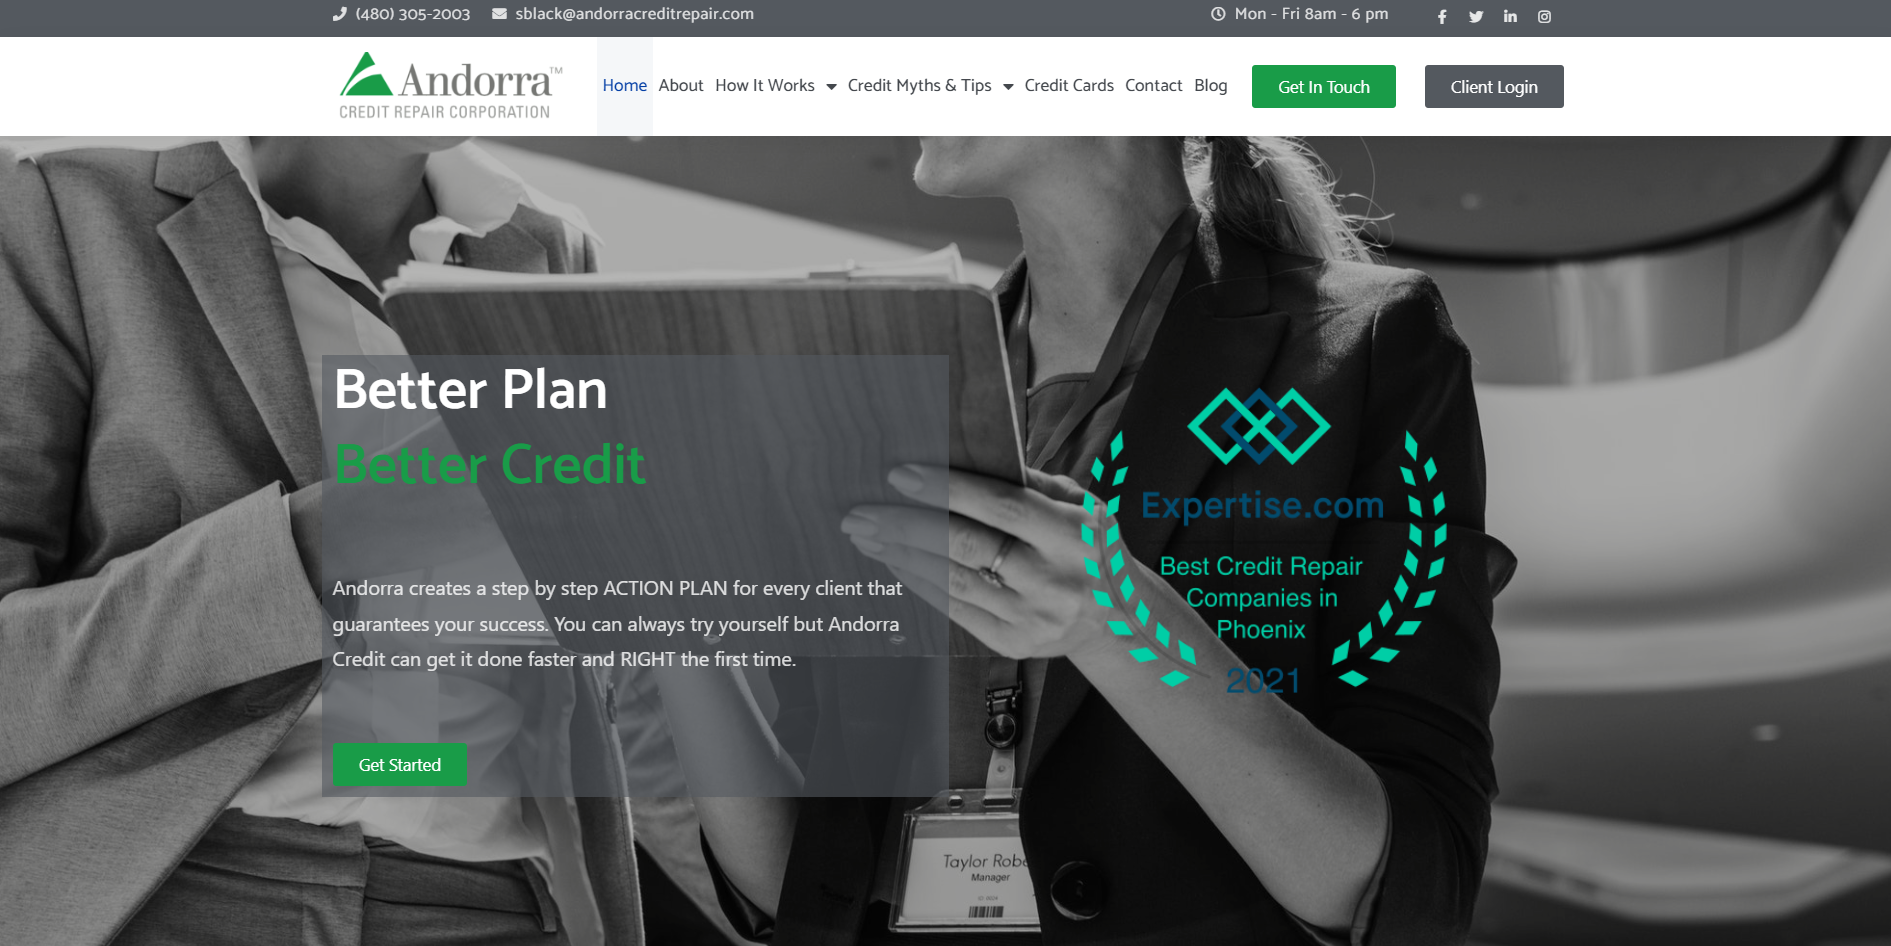 (480) 305-2003 sblack@andorracreditrepair.com Mon - Fri 8am - 6 pm
Andorra™
CREDIT REPAIR CORPORATION
Home About How It Works Credit Myths & Tips Credit Cards Contact Blog Get In Touch Client Login
Better Plan
Better Credit
Andorra creates a step by step ACTION PLAN for every client that
guarantees your success. You can always try yourself but Andorra
Credit can get it done faster and RIGHT the first time.
Get Started
Expertise.com
Best Credit Repair
Companies in
Phoenix
2021
Taylor Robe
Manager